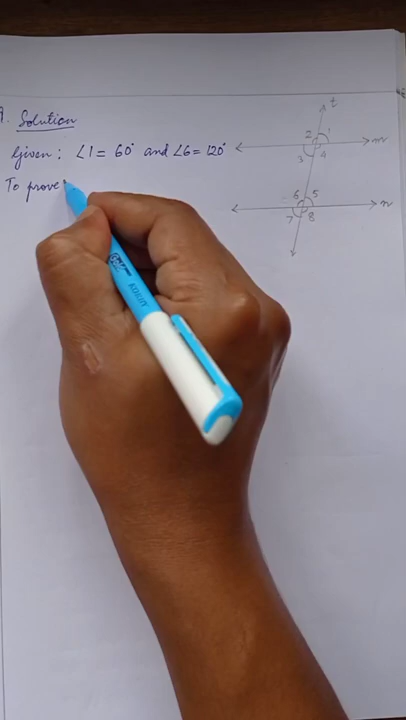 9. Solution
Given: ∠1 = 60° and ∠6 = 120°
To prove
t
2 1
m
3 4
6 5
n
7 8